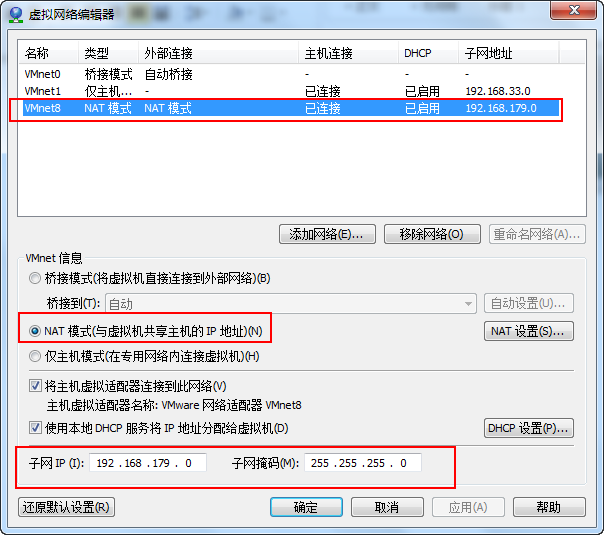 虚拟网络编辑器
名称 类型 外部连接 主机连接 DHCP 子网地址
VMnet0 桥接模式 自动桥接 - - -
VMnet1 仅主机... - 已连接 已启用 192.168.33.0
VMnet8 NAT 模式 NAT 模式 已连接 已启用 192.168.179.0
添加网络(E)... 移除网络(O) 重命名网络(A)...
VMnet 信息
桥接模式(将虚拟机直接连接到外部网络)(B)
桥接到(T): 自动 自动设置(U)...
NAT 模式(与虚拟机共享主机的 IP 地址)(N) NAT 设置(S)...
仅主机模式(在专用网络内连接虚拟机)(H)
将主机虚拟适配器连接到此网络(V)
主机虚拟适配器名称: VMware 网络适配器 VMnet8
使用本地 DHCP 服务将 IP 地址分配给虚拟机(D) DHCP 设置(P)...
子网 IP (I): 192 .168 .179 . 0 子网掩码(M): 255 .255 .255 . 0
还原默认设置(R) 确定 取消 应用(A) 帮助